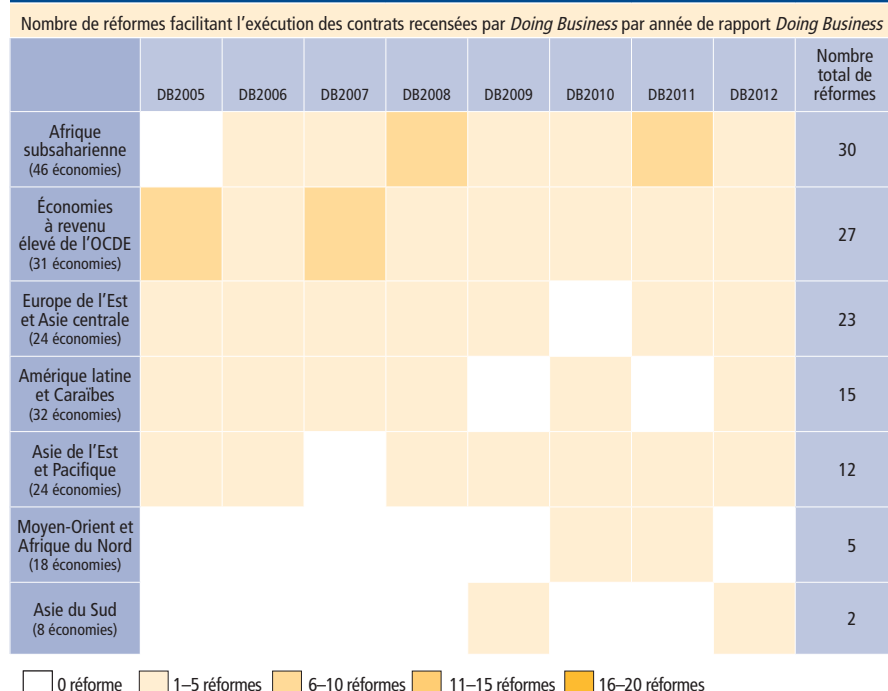 Nombre de réformes facilitant l'exécution des contrats recensées par Doing Business par année de rapport Doing Business
DB2005 DB2006 DB2007 DB2008 DB2009 DB2010 DB2011 DB2012
Nombre
total de
réformes
Afrique
subsaharienne
(46 économies)
30
Économies
à revenu
élevé de l'OCDE
(31 économies)
27
Europe de l'Est
et Asie centrale
(24 économies)
23
Amérique latine
et Caraïbes
(32 économies)
15
Asie de l'Est
et Pacifique
(24 économies)
12
Moyen-Orient et
Afrique du Nord
(18 économies)
5
Asie du Sud
(8 économies)
2
0 réforme 1–5 réformes 6–10 réformes 11–15 réformes 16–20 réformes